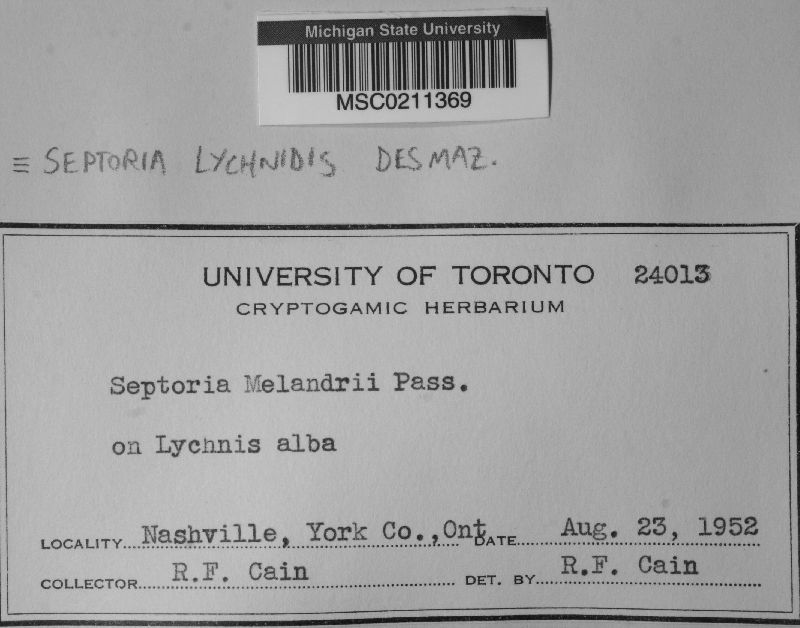 Michigan State University
MSC0211369
≡ SEPTORIA LYCHNIDIS DESMAZ.
UNIVERSITY OF TORONTO 24013
CRYPTOGAMIC HERBARIUM
Septoria Melandrii Pass.
on Lychnis alba
LOCALITY Nashville, York Co.,Ont DATE Aug. 23, 1952
COLLECTOR R.F. Cain DET. BY R.F. Cain